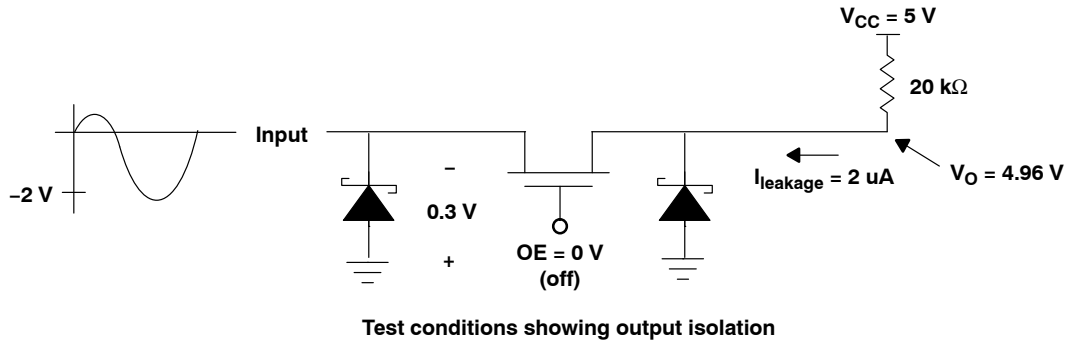 V_CC = 5 V
20 kΩ
Input
−2 V
−
0.3 V
+
OE = 0 V
(off)
I_leakage = 2 uA
V_O = 4.96 V
Test conditions showing output isolation